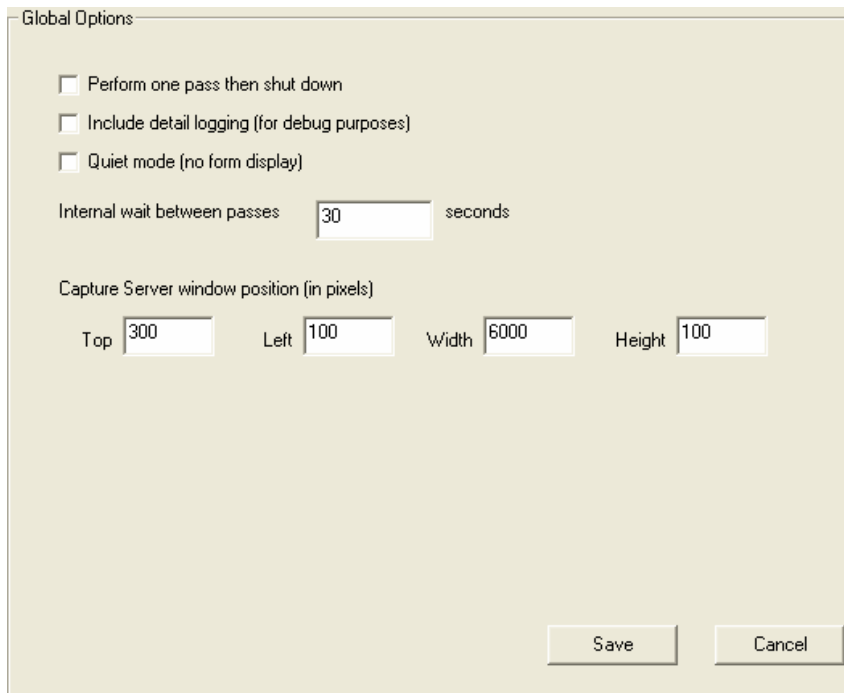 Global Options
Perform one pass then shut down
Include detail logging (for debug purposes)
Quiet mode (no form display)
Internal wait between passes 30 seconds
Capture Server window position (in pixels)
Top 300 Left 100 Width 6000 Height 100
Save Cancel